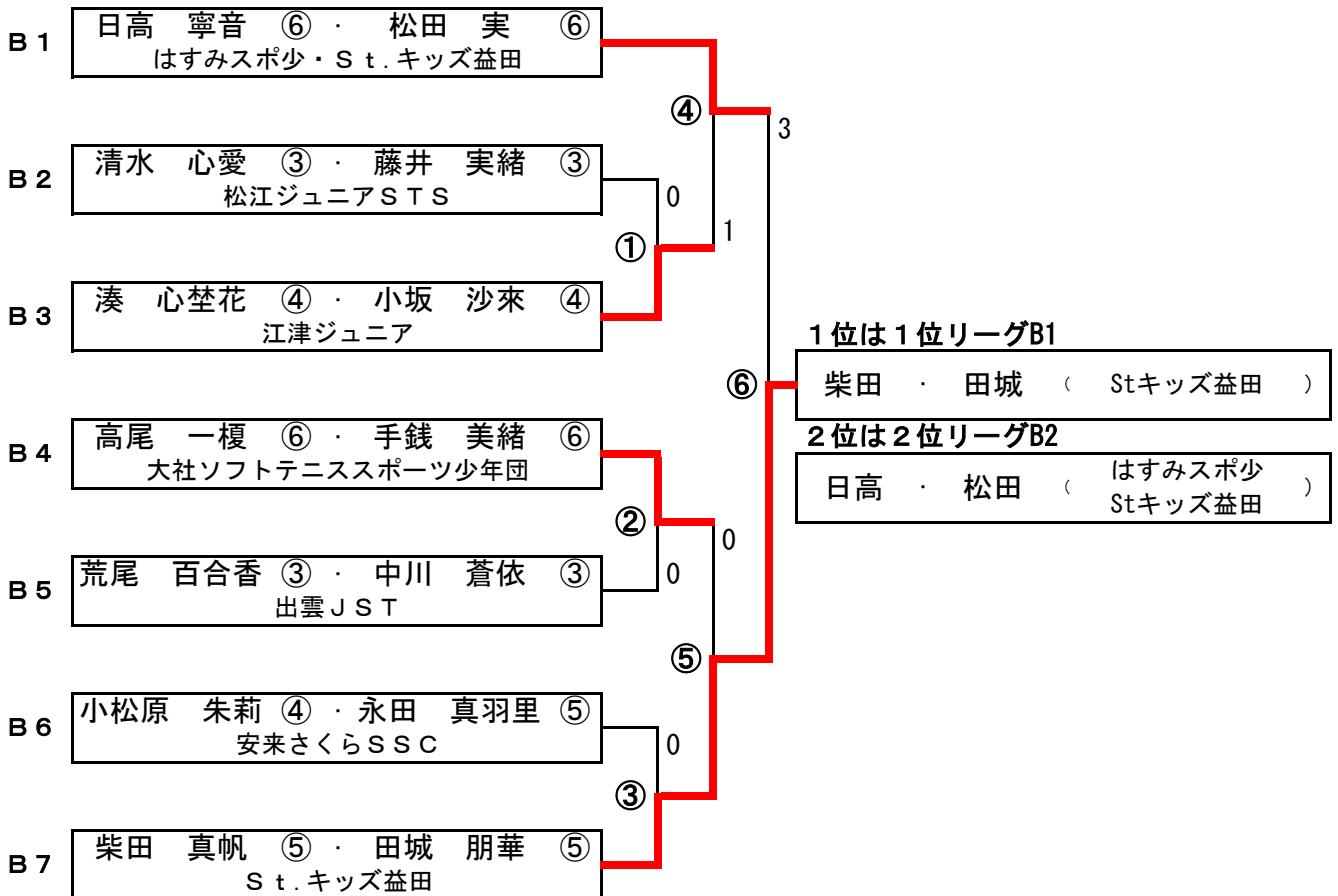 B1
日高 寧音 ⑥ ・ 松田 実 ⑥
はすみスポ少・Ｓｔ.キッズ益田
④
3
B2
清水 心愛 ③ ・ 藤井 実緒 ③
松江ジュニアＳＴＳ
0
①
1
B3
湊 心埜花 ④ ・ 小坂 沙來 ④
江津ジュニア
⑥
１位は１位リーグB1
柴田 ・ 田城 （ Stキッズ益田 ）
B4
高尾 一榎 ⑥ ・ 手銭 美緒 ⑥
大社ソフトテニススポーツ少年団
２位は２位リーグB2
日高 ・ 松田 （ はすみスポ少
Stキッズ益田 ）
②
0
B5
荒尾 百合香 ③ ・ 中川 蒼依 ③
出雲ＪＳＴ
0
⑤
B6
小松原 朱莉 ④ ・ 永田 真羽里 ⑤
安来さくらＳＳＣ
0
③
B7
柴田 真帆 ⑤ ・ 田城 朋華 ⑤
Ｓｔ.キッズ益田